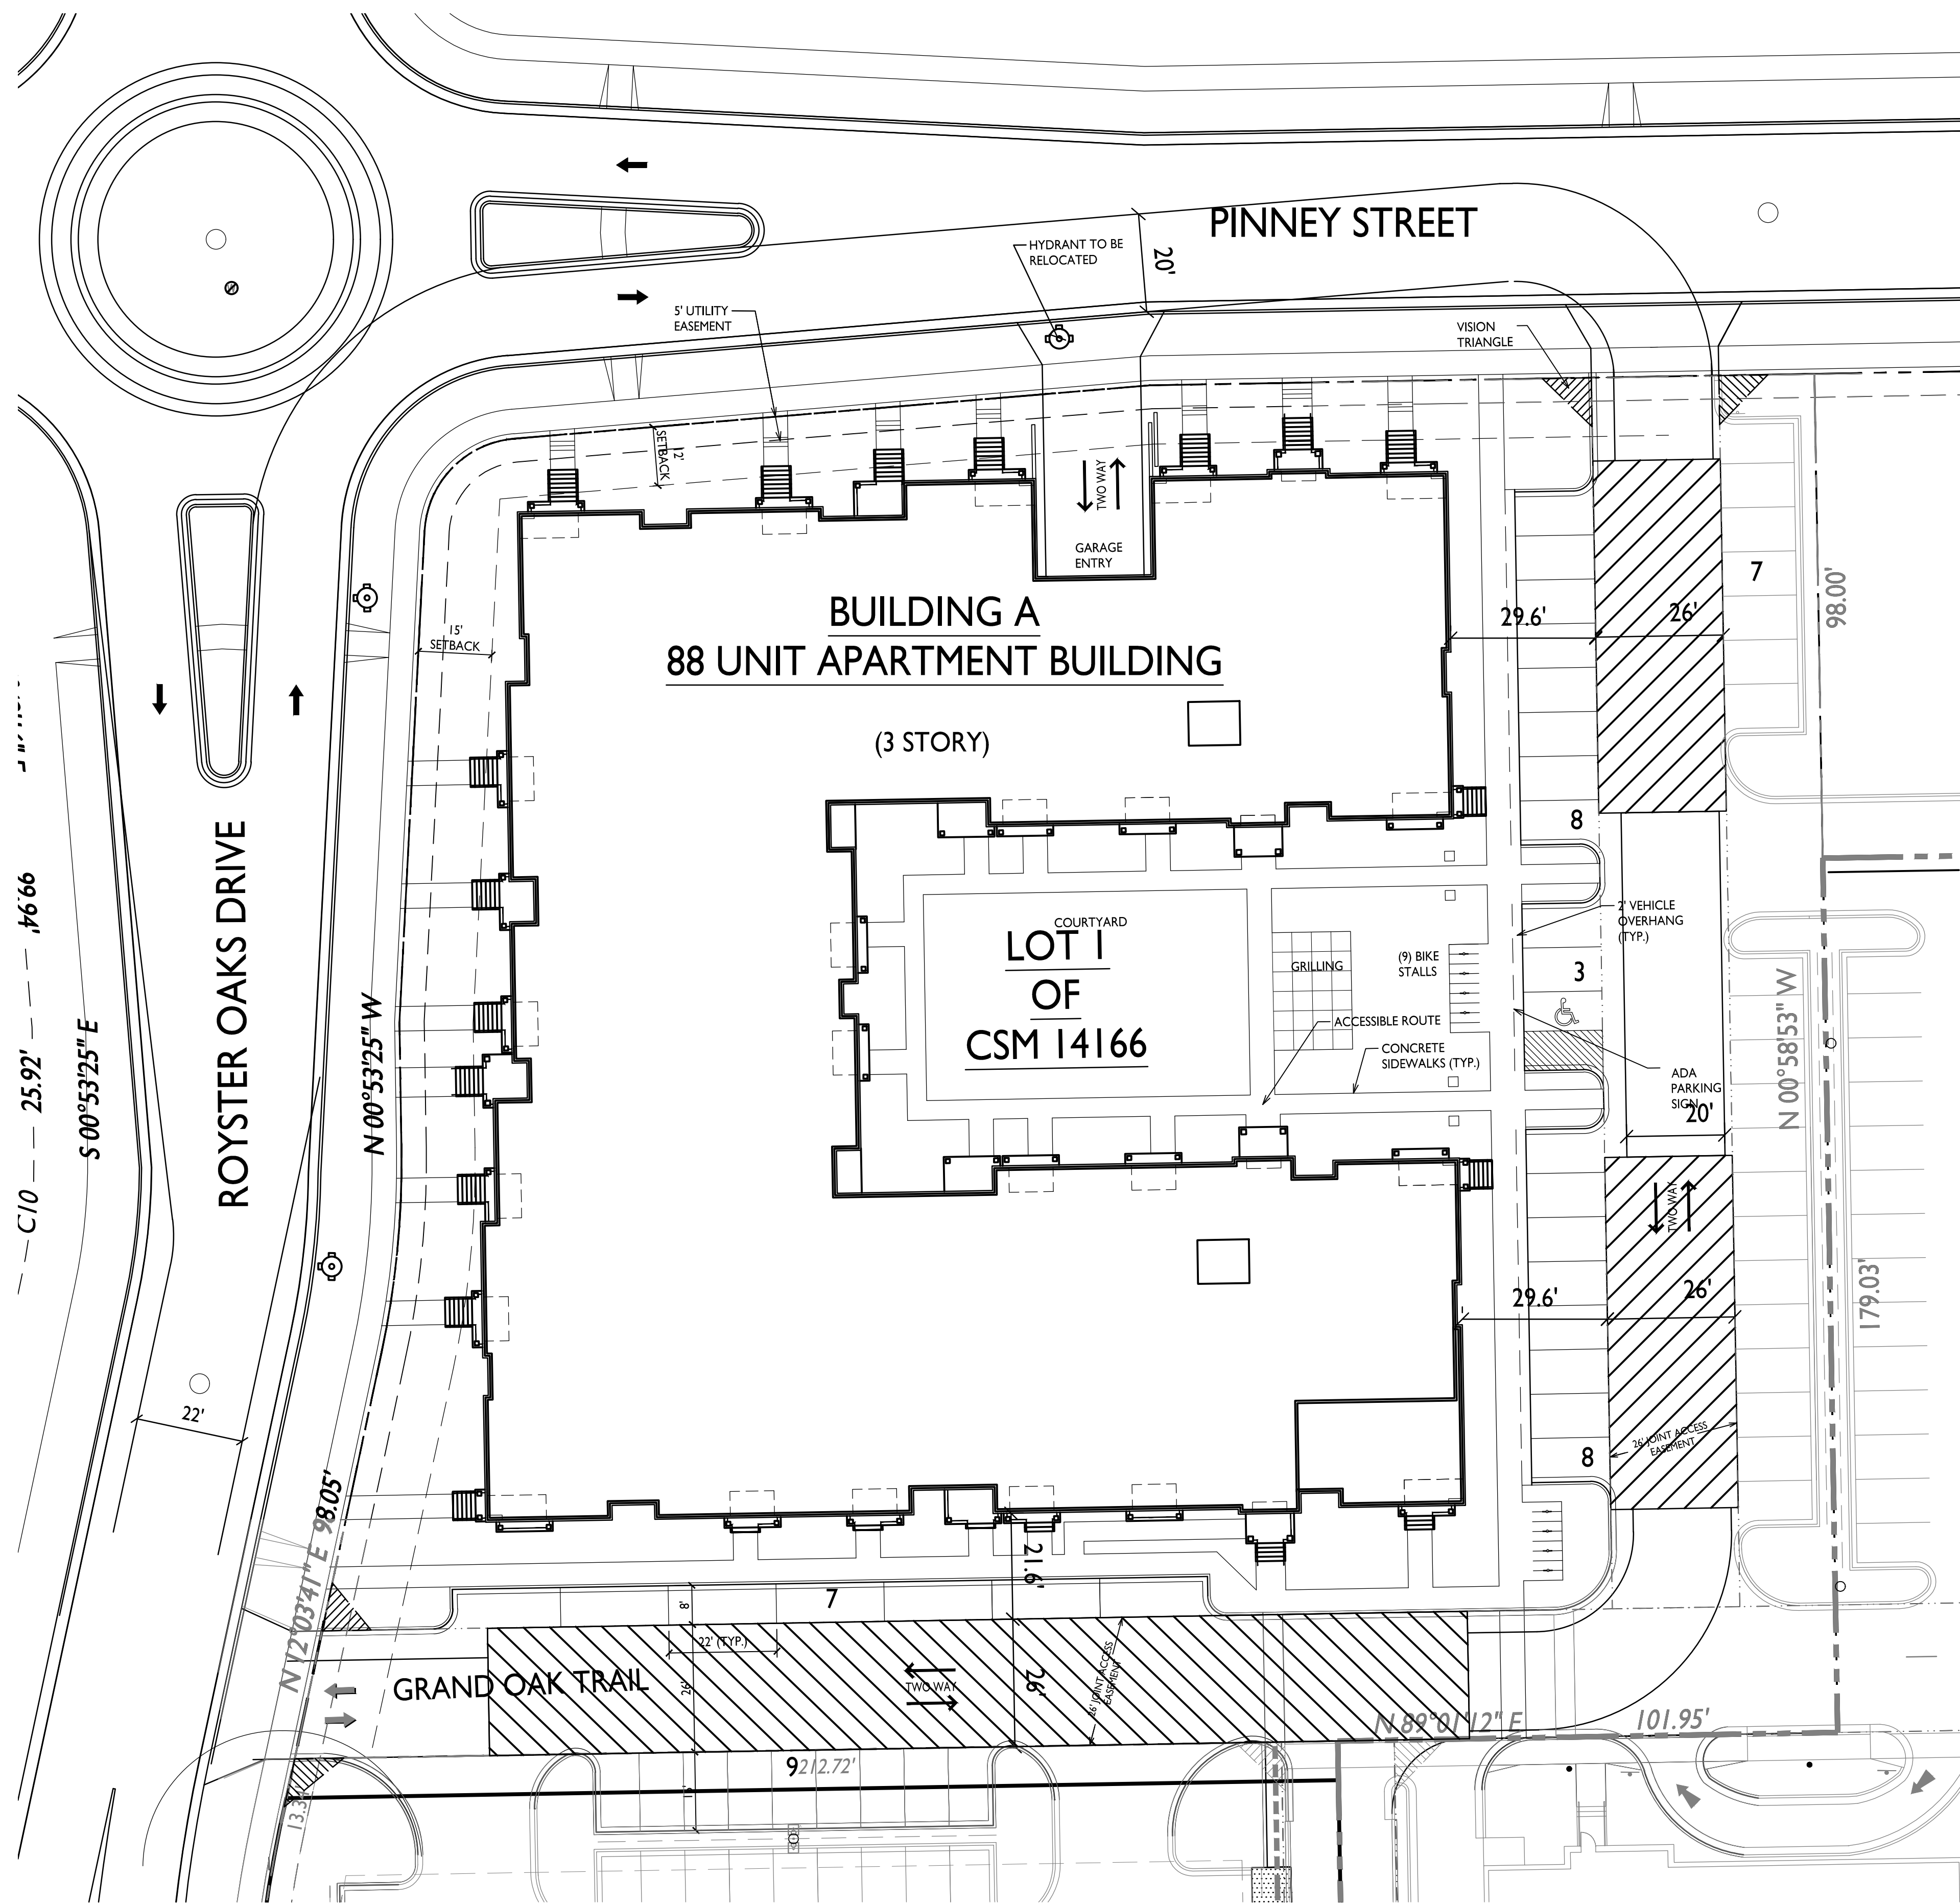 PINNEY STREET
HYDRANT TO BE
RELOCATED
20'
5' UTILITY
EASEMENT
VISION
TRIANGLE
12'
SETBACK
TWO WAY
GARAGE
ENTRY
7
98.00'
BUILDING A
88 UNIT APARTMENT BUILDING
(3 STORY)
29.6'
26'
15'
SETBACK
8
ROYSTER OAKS DRIVE
99.94'
C10
25.92'
S 00°53'25" E
N 00°53'25" W
COURTYARD
LOT 1
OF
CSM 14166
GRILLING
(9) BIKE
STALLS
ACCESSIBLE ROUTE
CONCRETE
SIDEWALKS (TYP.)
2' VEHICLE
OVERHANG
(TYP.)
3
ADA
PARKING
SIGN
20'
N 00°58'53" W
TWO WAY
29.6'
26'
179.03'
22'
8
26' JOINT ACCESS
EASEMENT
N 12°03'41" E 98.05'
21.6'
7
8'
22' (TYP.)
26'
GRAND OAK TRAIL
TWO WAY
26'
26' JOINT ACCESS
EASEMENT
N 89°01'12" E
101.95'
9
212.72'